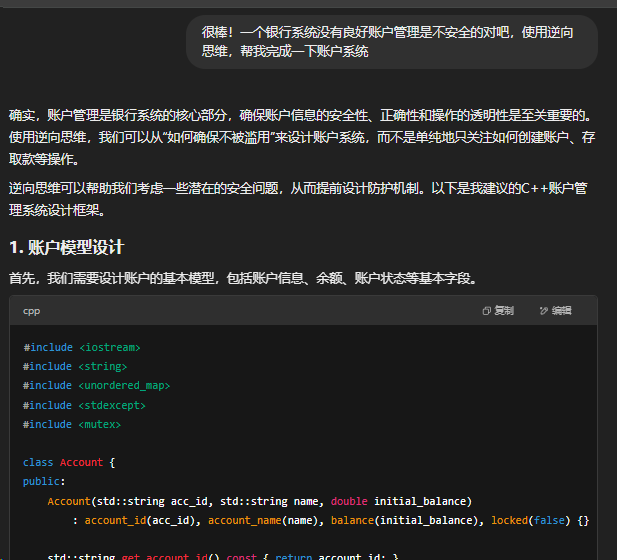 很棒！一个银行系统没有良好账户管理是不安全的对吧，使用逆向
思维，帮我完成一下账户系统
确实，账户管理是银行系统的核心部分，确保账户信息的安全性、正确性和操作的透明性是至关重要的。
使用逆向思维，我们可以从“如何确保不被滥用”来设计账户系统，而不是单纯地只关注如何创建账户、存
取款等操作。
逆向思维可以帮助我们考虑一些潜在的安全问题，从而提前设计防护机制。以下是我建议的C++账户管
理系统设计框架。
1. 账户模型设计
首先，我们需要设计账户的基本模型，包括账户信息、余额、账户状态等基本字段。
cpp 复制 编辑
#include <iostream>
#include <string>
#include <unordered_map>
#include <stdexcept>
#include <mutex>
class Account {
public:
Account(std::string acc_id, std::string name, double initial_balance)
: account_id(acc_id), account_name(name), balance(initial_balance), locked(false) {}
std::string get_account_id() const { return account_id; }